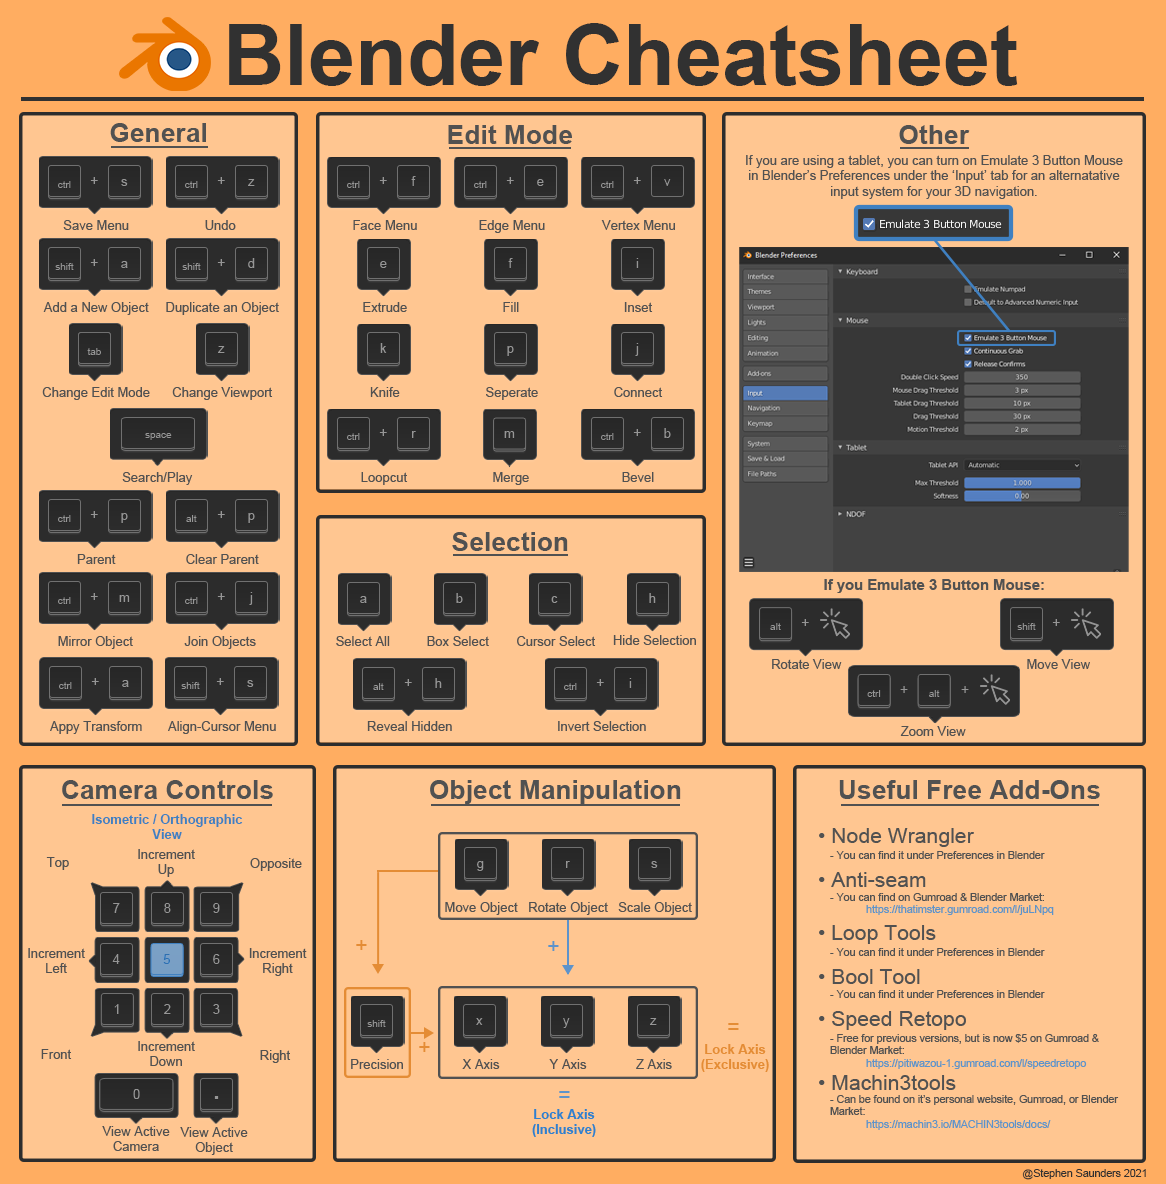 Blender Cheatsheet
General
ctrl + s
ctrl + z
Save Menu
Undo
shift + a
shift + d
Add a New Object
Duplicate an Object
tab
z
Change Edit Mode
Change Viewport
space
Search/Play
ctrl + p
alt + p
Parent
Clear Parent
ctrl + m
ctrl + j
Mirror Object
Join Objects
ctrl + a
shift + s
Appy Transform
Align-Cursor Menu
Edit Mode
ctrl + f
ctrl + e
ctrl + v
Face Menu
Edge Menu
Vertex Menu
e
f
i
Extrude
Fill
Inset
k
p
j
Knife
Seperate
Connect
ctrl + r
m
ctrl + b
Loopcut
Merge
Bevel
Selection
a
b
c
h
Select All
Box Select
Cursor Select
Hide Selection
alt + h
ctrl + i
Reveal Hidden
Invert Selection
Other
If you are using a tablet, you can turn on Emulate 3 Button Mouse
in Blender's Preferences under the 'Input' tab for an alternatative
input system for your 3D navigation.
Emulate 3 Button Mouse
Blender Preferences
Interface
Themes
Viewport
Lights
Editing
Animation
Add-ons
Input
Navigation
Keymap
System
Save & Load
File Paths
Keyboard
Emulate Numpad
Default to Advanced Numeric Input
Mouse
Emulate 3 Button Mouse
Continuous Grab
Release Confirms
Double Click Speed 350
Mouse Drag Threshold 3 px
Tablet Drag Threshold 10 px
Drag Threshold 30 px
Motion Threshold 2 px
Tablet
Tablet API Automatic
Max Threshold 1.000
Softness 0.00
NDOF
If you Emulate 3 Button Mouse:
alt +
shift +
Rotate View
Move View
ctrl + alt +
Zoom View
Camera Controls
Isometric / Orthographic
View
Top
Increment
Up
Opposite
7
8
9
Increment
Left
4
5
6
Increment
Right
1
2
3
Front
Increment
Down
Right
0
.
View Active
Camera
View Active
Object
Object Manipulation
g
r
s
Move Object
Rotate Object
Scale Object
+
+
shift
Precision
+
x
y
z
X Axis
Y Axis
Z Axis
=
Lock Axis
(Exclusive)
=
Lock Axis
(Inclusive)
Useful Free Add-Ons
• Node Wrangler
- You can find it under Preferences in Blender
• Anti-seam
- You can find on Gumroad & Blender Market:
https://thatimster.gumroad.com/l/juLNpq
• Loop Tools
- You can find it under Preferences in Blender
• Bool Tool
- You can find it under Preferences in Blender
• Speed Retopo
- Free for previous versions, but is now $5 on Gumroad &
Blender Market:
https://pitiwazou-1.gumroad.com/l/speedretopo
• Machin3tools
- Can be found on it's personal website, Gumroad, or Blender
Market:
https://machin3.io/MACHIN3tools/docs/
@Stephen Saunders 2021